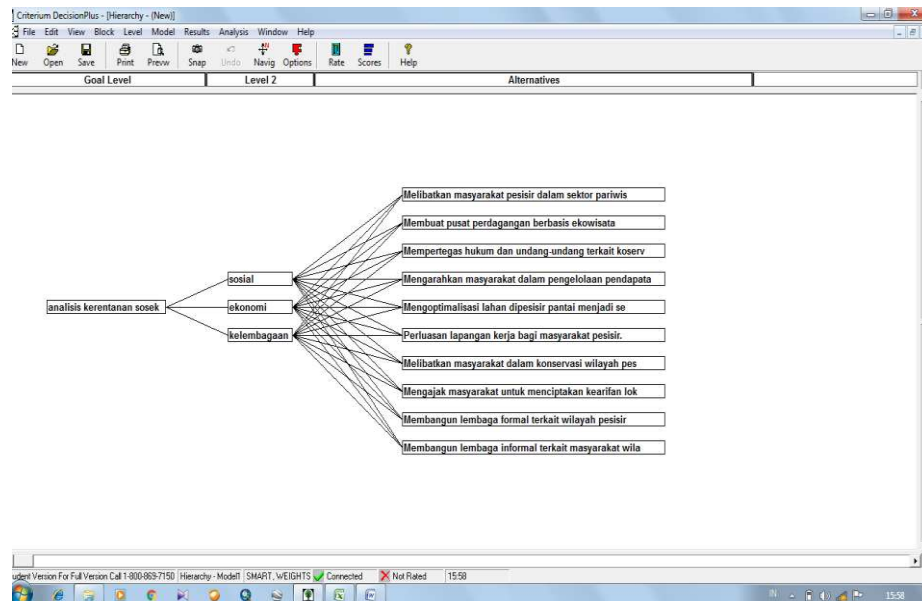 Criterium DecisionPlus - [Hierarchy - (New)]
File Edit View Block Level Model Results Analysis Window Help
New Open Save Print Prevw Snap Undo Navig Options Rate Scores Help
Goal Level Level 2 Alternatives
Melibatkan masyarakat pesisir dalam sektor pariwis
Membuat pusat perdagangan berbasis ekowisata
Mempertegas hukum dan undang-undang terkait koserv
sosial Mengarahkan masyarakat dalam pengelolaan pendapata
analisis kerentanan sosek ekonomi Mengoptimalisasi lahan dipesisir pantai menjadi se
kelembagaan Perluasan lapangan kerja bagi masyarakat pesisir.
Melibatkan masyarakat dalam konservasi wilayah pes
Mengajak masyarakat untuk menciptakan kearifan lok
Membangun lembaga formal terkait wilayah pesisir
Membangun lembaga informal terkait masyarakat wila
udent Version For Full Version Call 1-800-869-7150 Hierarchy - Model1 SMART, WEIGHTS Connected Not Rated 15:58
IN 15:58